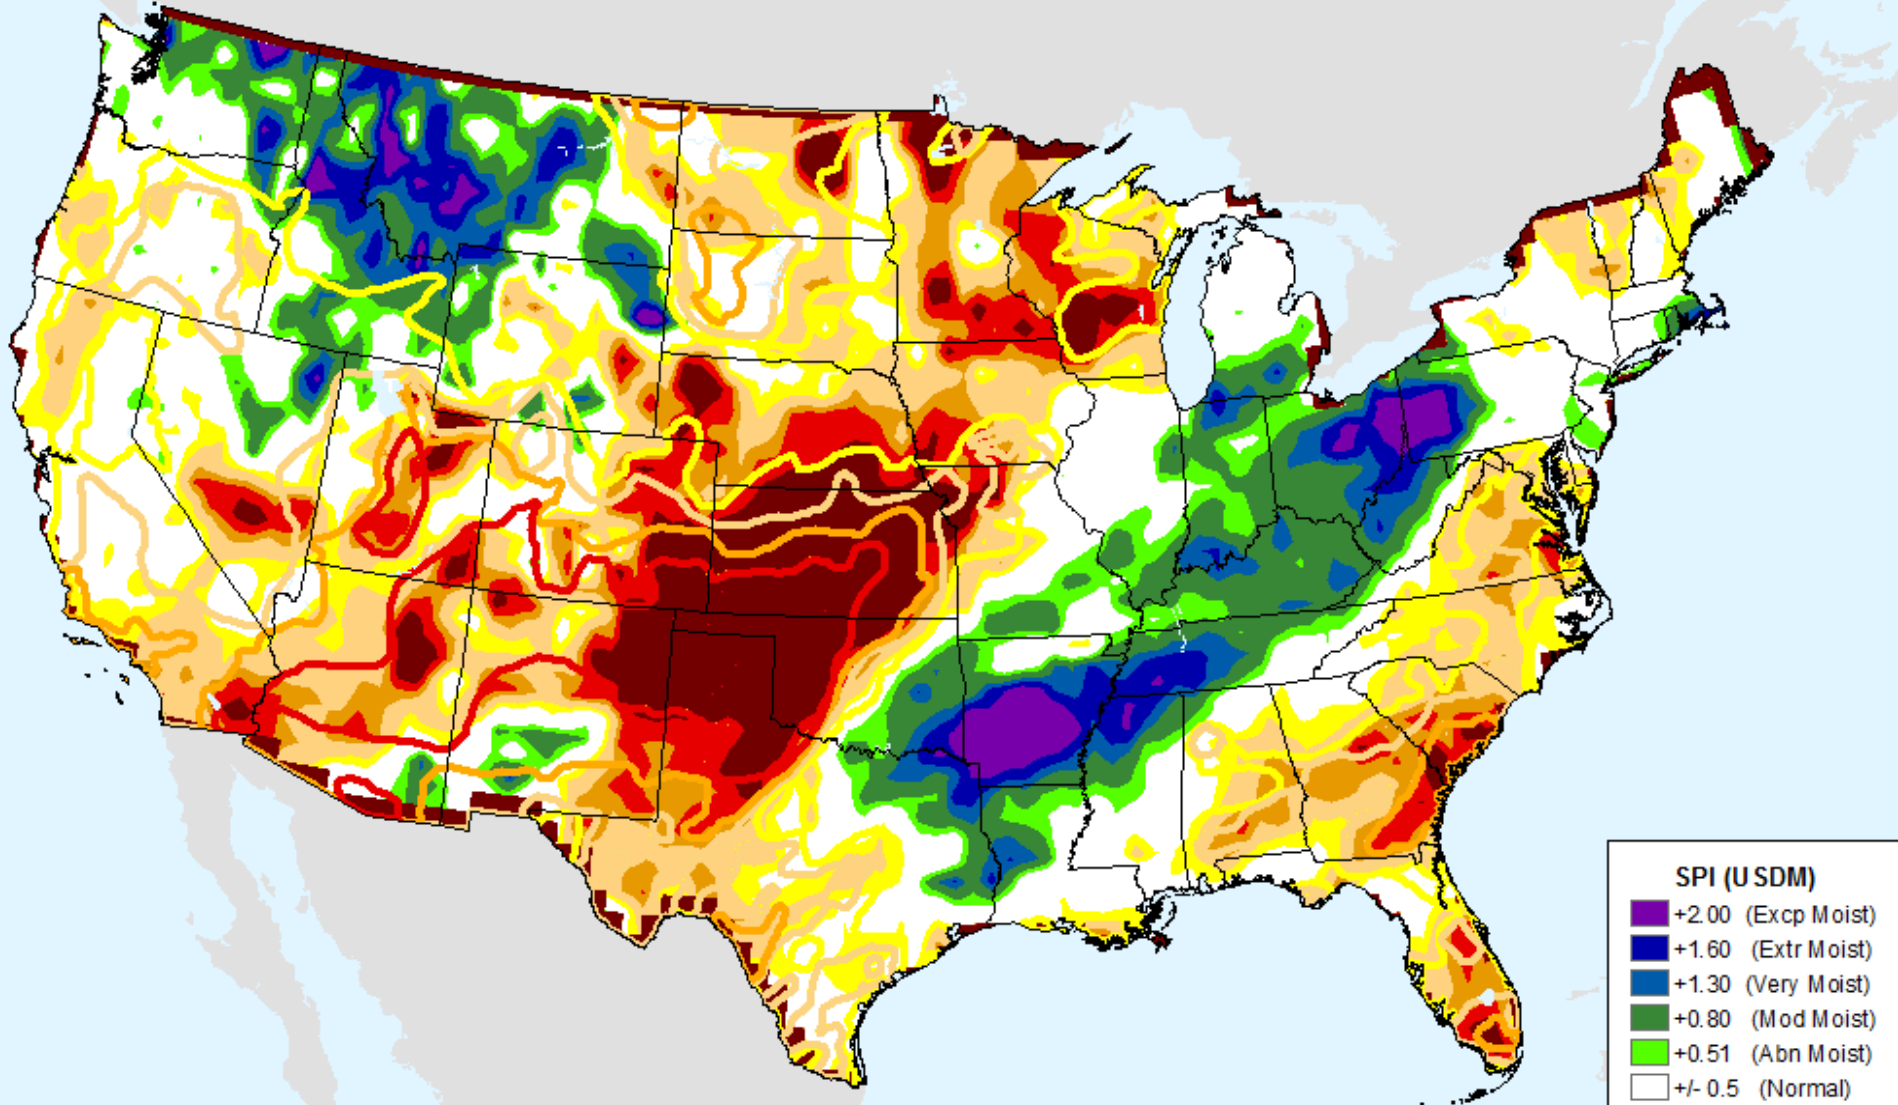 SPI (USDM)
+2.00 (Excp Moist)
+1.60 (Extr Moist)
+1.30 (Very Moist)
+0.80 (Mod Moist)
+0.51 (Abn Moist)
+/- 0.5 (Normal)